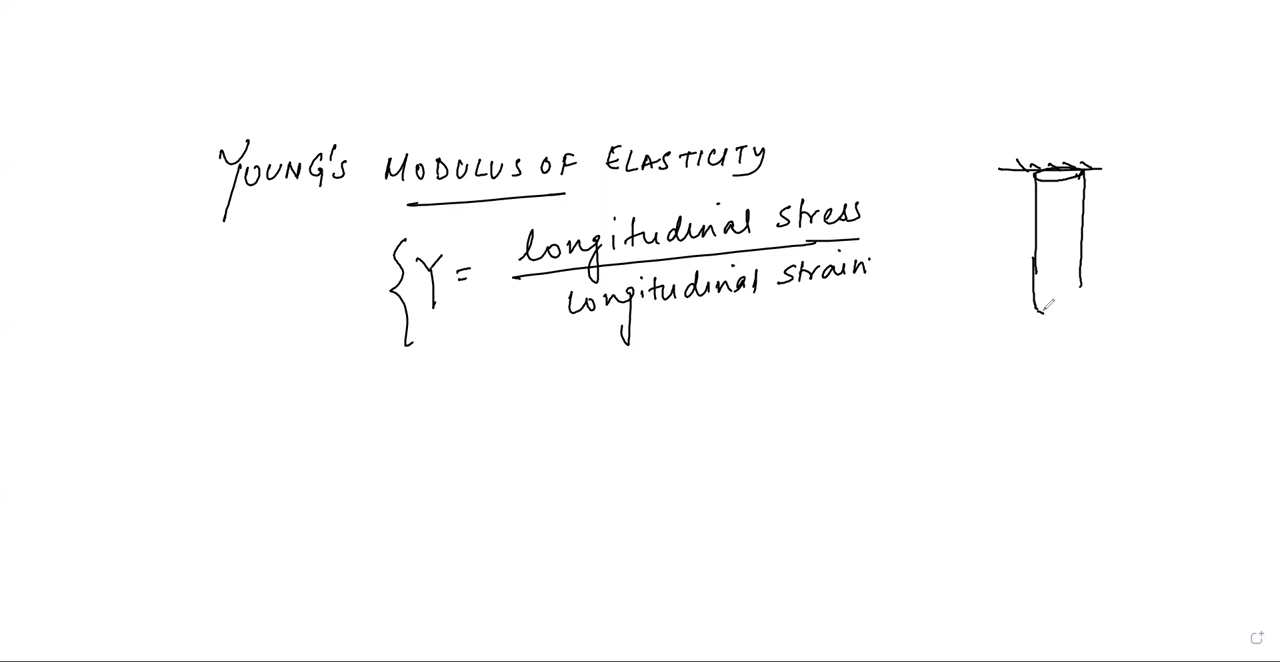 YOUNG'S MODULUS OF ELASTICITY
Y = longitudinal stress
longitudinal strain